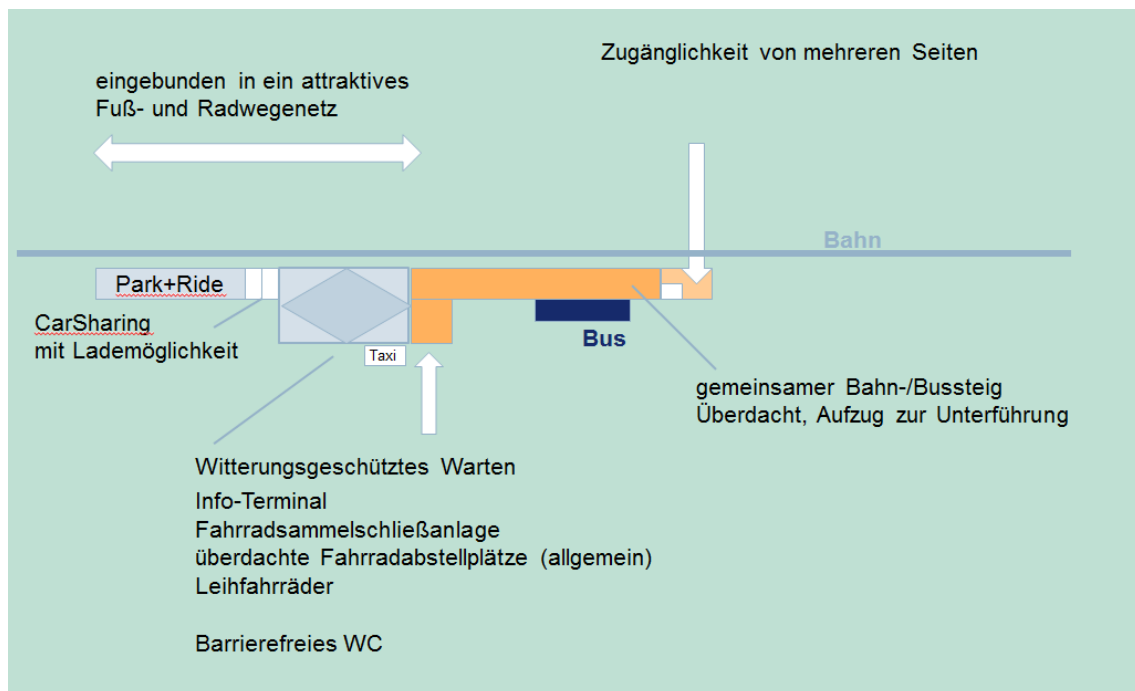 Zugänglichkeit von mehreren Seiten
eingebunden in ein attraktives
Fuß- und Radwegenetz
Bahn
Park+Ride
CarSharing
mit Lademöglichkeit
Taxi
Bus
gemeinsamer Bahn-/Bussteig
Überdacht, Aufzug zur Unterführung
Witterungsgeschütztes Warten
Info-Terminal
Fahrradsammelschließanlage
überdachte Fahrradabstellplätze (allgemein)
Leihfahrräder
Barrierefreies WC